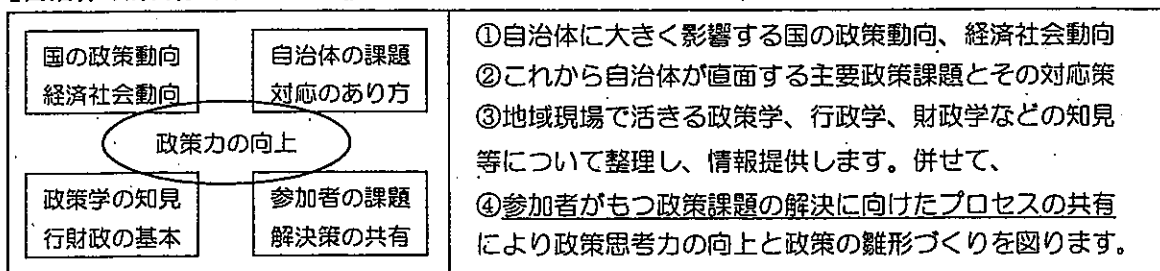 国の政策動向
経済社会動向
自治体の課題
対応のあり方
政策力の向上
政策学の知見
行財政の基本
参加者の課題
解決策の共有
①自治体に大きく影響する国の政策動向、経済社会動向
②これから自治体が直面する主要政策課題とその対応策
③地域現場で活きる政策学、行政学、財政学などの知見
等について整理し、情報提供します。併せて、
④参加者がもつ政策課題の解決に向けたプロセスの共有
により政策思考力の向上と政策の雛形づくりを図ります。